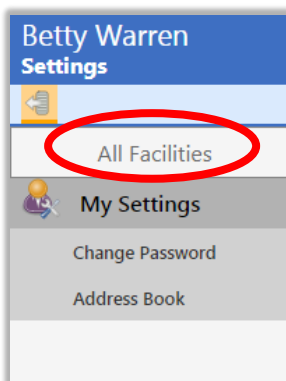 Betty Warren
Settings
All Facilities
My Settings
Change Password
Address Book